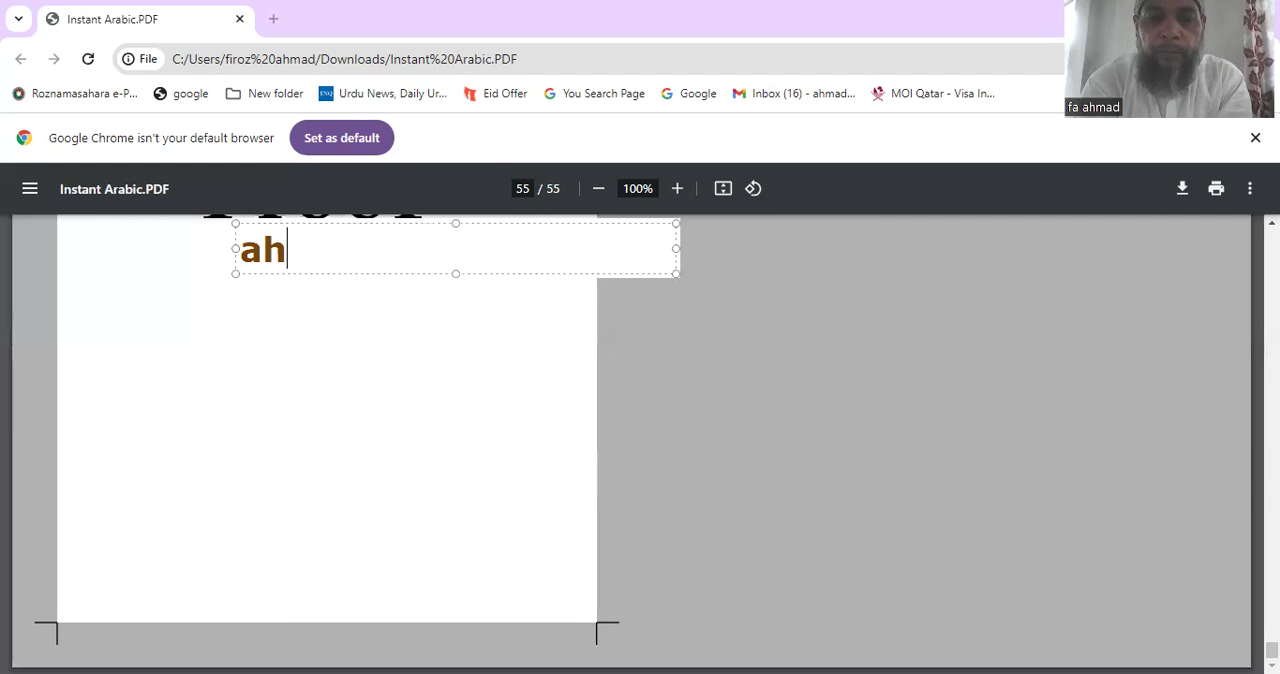 Instant Arabic.PDF
File C:/Users/firoz%20ahmad/Downloads/Instant%20Arabic.PDF
Roznamasahara e-P... google New folder ENQ Urdu News, Daily Ur... Eid Offer You Search Page Google Inbox (16) - ahmad... MOI Qatar - Visa In...
fa ahmad
Google Chrome isn't your default browser Set as default
Instant Arabic.PDF 55 / 55 100%
Proof
ah